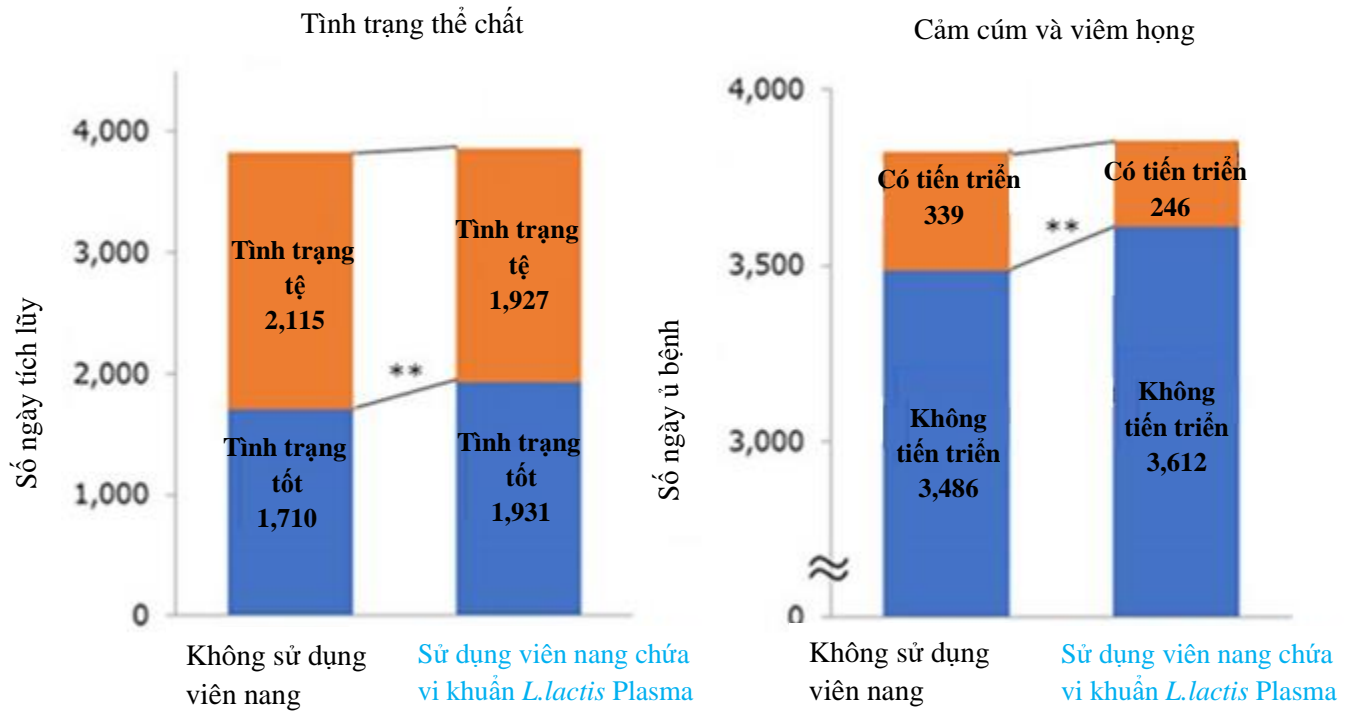 Tình trạng thể chất
Số ngày tích lũy
4,000
3,000
2,000
1,000
0
Tình trạng
tệ
2,115
Tình trạng
tốt
1,710
**
Tình trạng
tệ
1,927
Tình trạng
tốt
1,931
Không sử dụng
viên nang
Sử dụng viên nang chứa
vi khuẩn L.lactis Plasma
Cảm cúm và viêm họng
Số ngày ủ bệnh
4,000
3,500
3,000
0
Có tiến triển
339
Không
tiến triển
3,486
**
Có tiến triển
246
Không
tiến triển
3,612
Không sử dụng
viên nang
Sử dụng viên nang chứa
vi khuẩn L.lactis Plasma